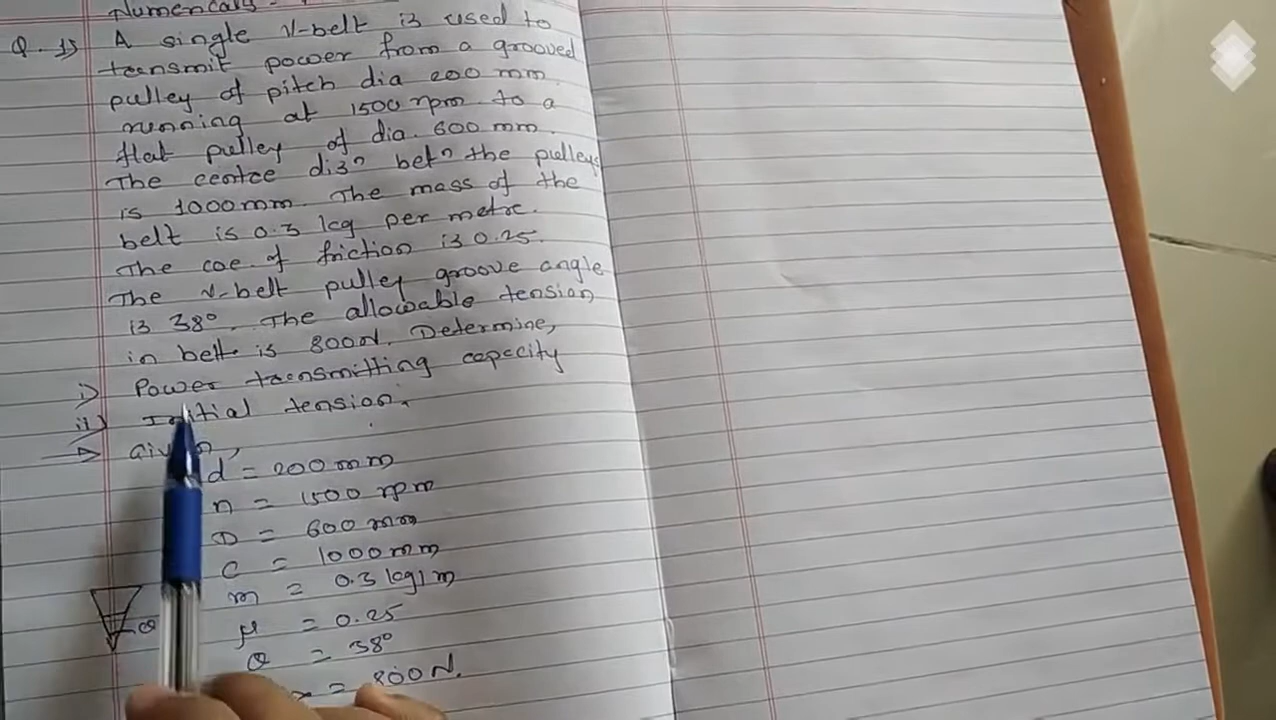 Numericals -
Q. 1) A single V-belt is used to
transmit power from a grooved
pulley of pitch dia 200 mm
running at 1500 rpm to a
flat pulley of dia. 600 mm.
The centre disn betn the pulleys
is 1000mm. The mass of the
belt is 0.3 kg per metre.
The coe of friction is 0.25.
The V-belt pulley groove angle
is 38°. The allowable tension
in belt is 800N. Determine,
i) Power transmitting capacity
ii) Initial tension.
→ Given,
d = 200 mm
n = 1500 rpm
D = 600 mm
C = 1000 mm
m = 0.3 kg/m
μ = 0.25
θ = 38°
= 800 N.
θ